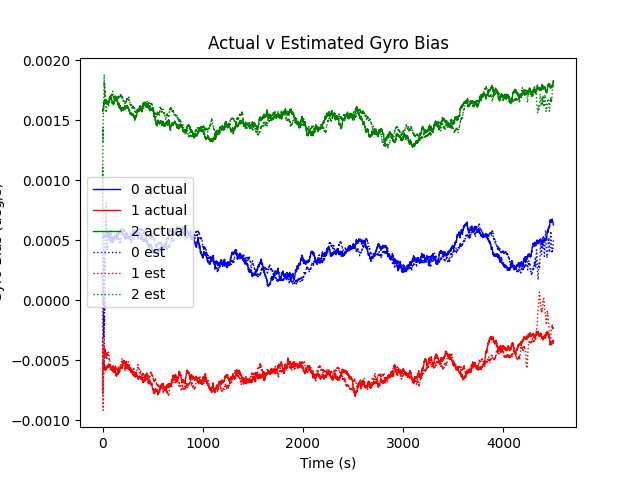 Actual v Estimated Gyro Bias
0.0020
0.0015
0.0010
0.0005
0.0000
−0.0005
−0.0010
0 actual
1 actual
2 actual
0 est
1 est
2 est
0
1000
2000
3000
4000
Time (s)